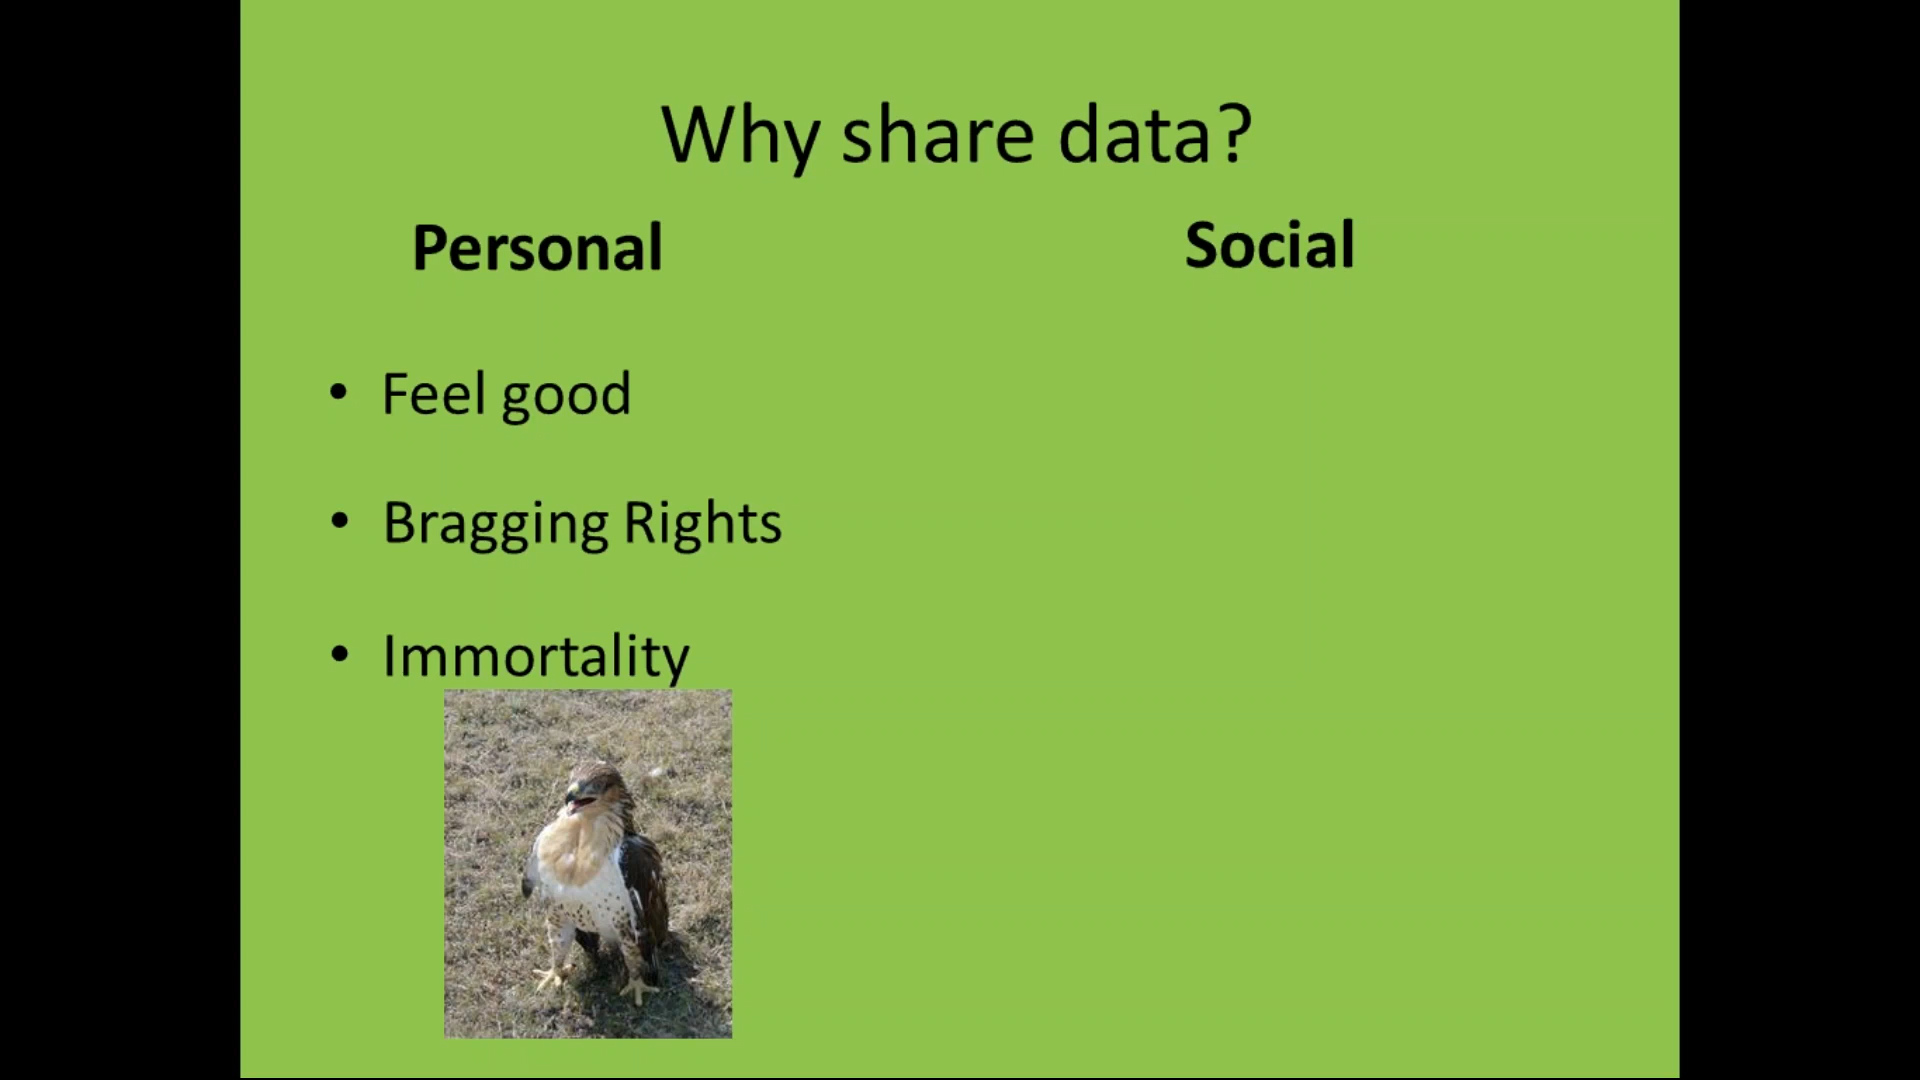 Why share data?
Personal
Social
• Feel good
• Bragging Rights
• Immortality